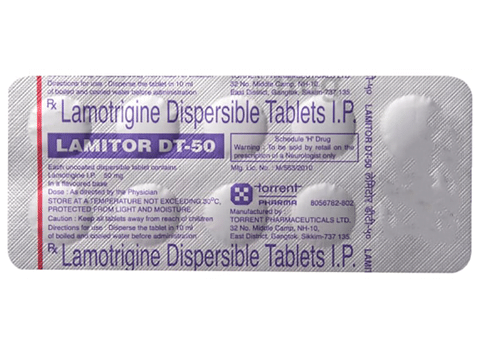 Directions for use : Disperse the tablet in 10 ml
of boiled and cooled water before administration
32 No. Middle Camp, NH-10,
East District, Gangtok, Sikkim-737 135.
Rx Lamotrigine Dispersible Tablets I.P.
LAMITOR DT-50
Each uncoated dispersible tablet contains
Lamotrigine I.P. 50 mg
In a flavoured base
Dose : As directed by the Physician
STORE AT A TEMPERATURE NOT EXCEEDING 30°C,
PROTECTED FROM LIGHT AND MOISTURE.
Caution : Keep all tablets away from reach of children
Directions for use : Disperse the tablet in 10 ml
of boiled and cooled water before administration
Schedule 'H' Drug
Warning : To be sold by retail on the
prescription of a Neurologist only
Mfg. Lic. No. : M/563/2010
torrent
PHARMA 8056782-802
Manufactured by
TORRENT PHARMACEUTICALS LTD.
32 No. Middle Camp, NH-10,
East District, Gangtok, Sikkim-737 135.
Rx Lamotrigine Dispersible Tablets I.P.
LAMITOR DT-50